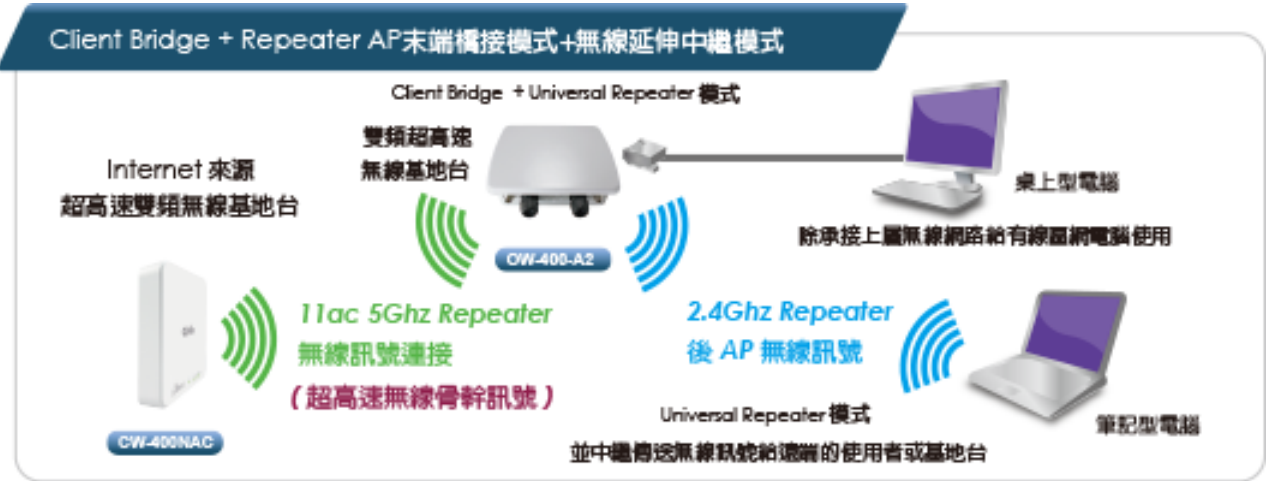 Client Bridge + Repeater AP末端橋接模式+無線延伸中繼模式
Client Bridge + Universal Repeater 模式
雙頻超高速
無線基地台
Internet 來源
超高速雙頻無線基地台
桌上型電腦
除承接上層無線網路給有線區網電腦使用
OW-400-A2
11ac 5Ghz Repeater
無線訊號連接
(超高速無線骨幹訊號)
2.4Ghz Repeater
後 AP 無線訊號
CW-400NAC
Universal Repeater 模式
並中繼傳送無線訊號給遠端的使用者或基地台
筆記型電腦